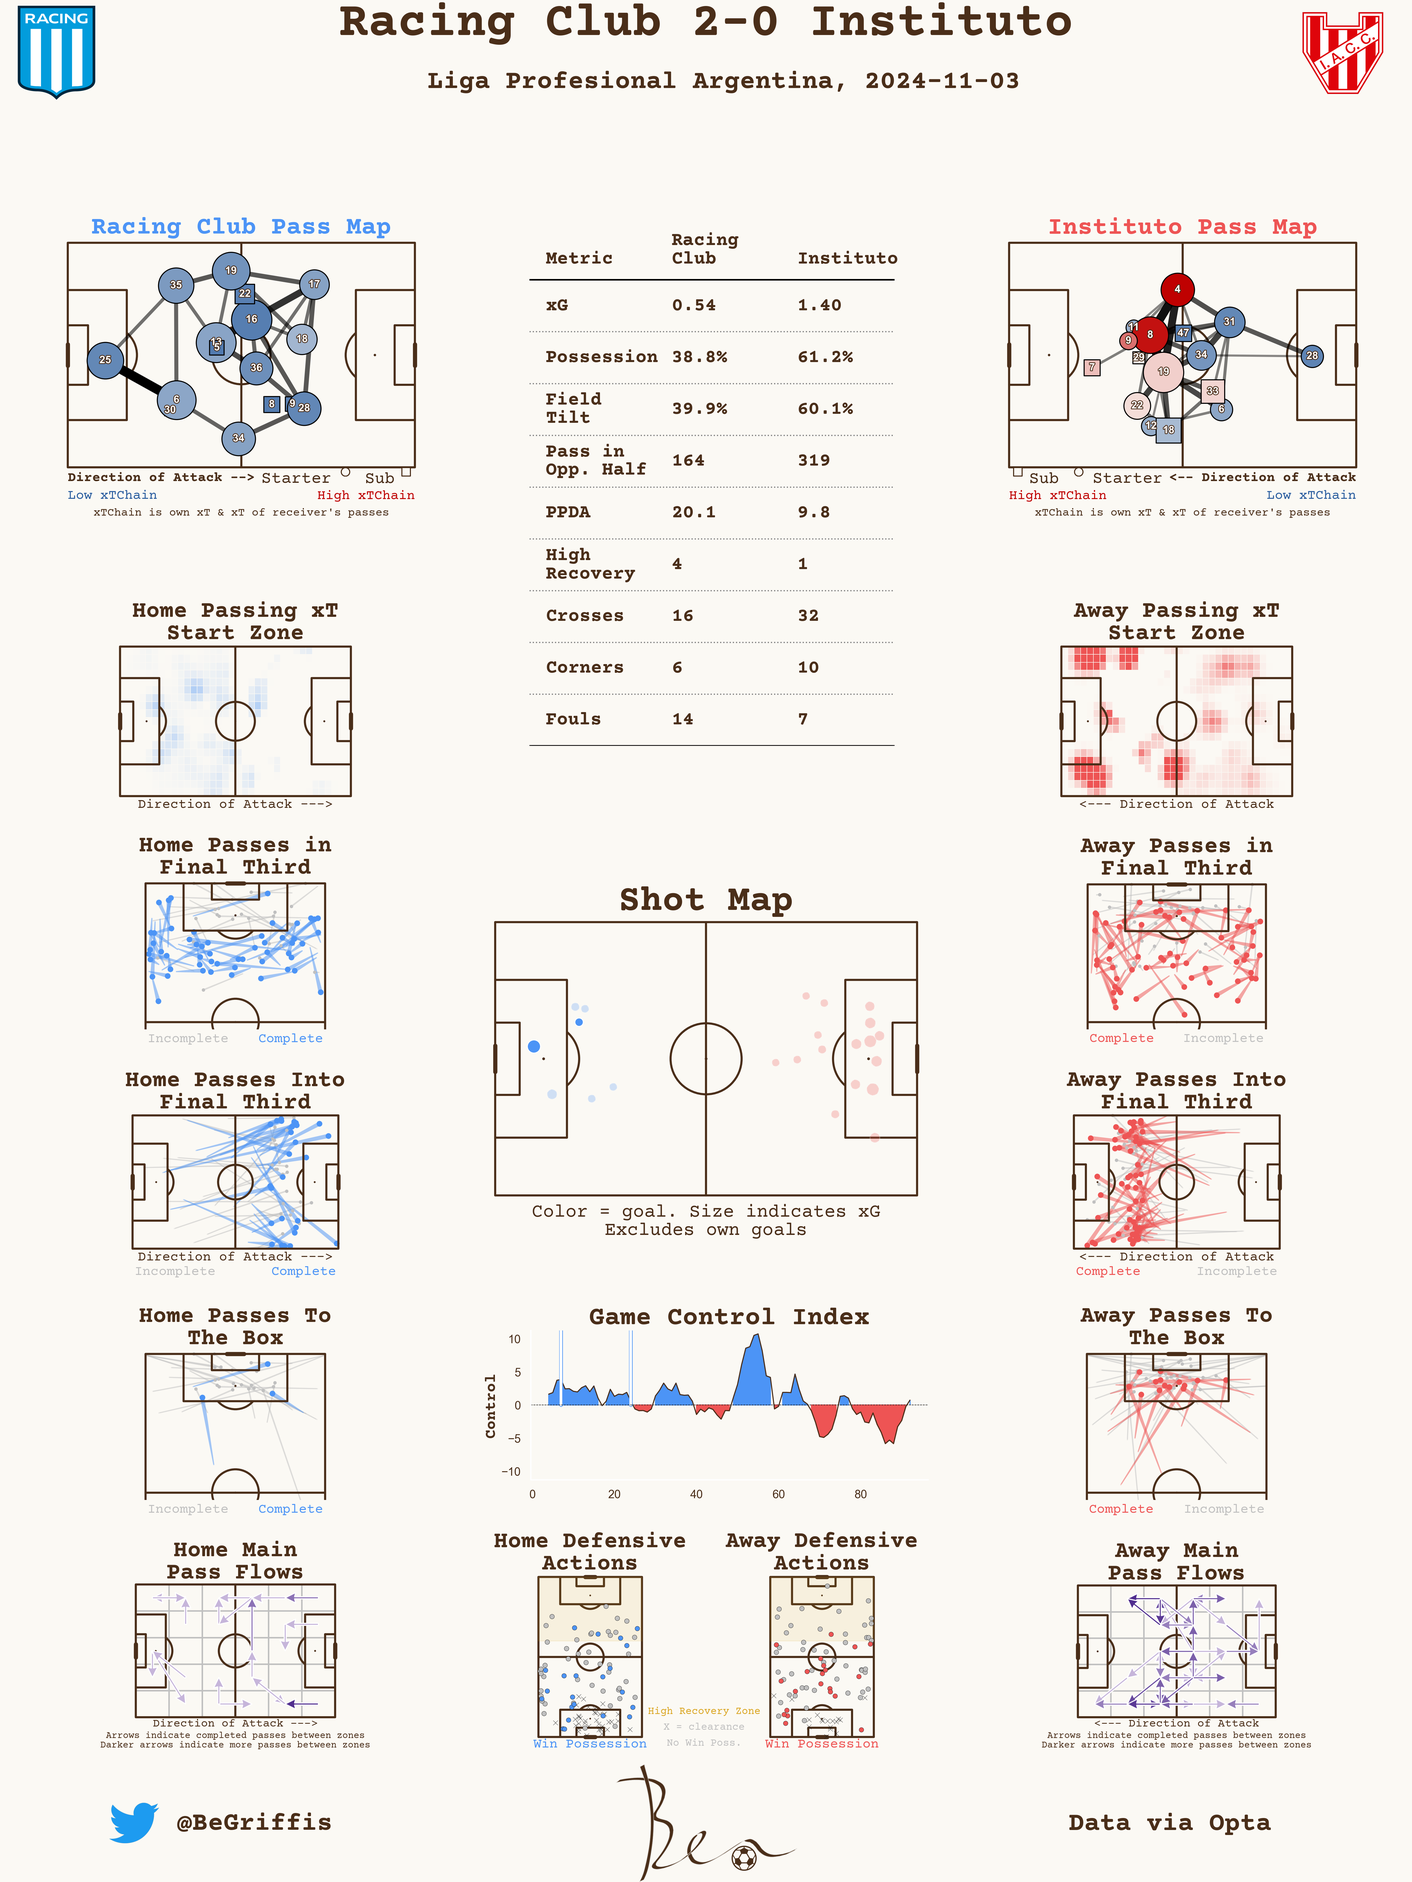 Racing Club 2-0 Instituto
Liga Profesional Argentina, 2024-11-03
RACING
I. A. C. C.
Racing Club Pass Map
19
35
17
22
16
13
5
18
25
36
6
30
8
9
28
34
Direction of Attack --> Starter Sub
Low xTChain High xTChain
xTChain is own xT & xT of receiver's passes
Metric Racing Club Instituto
xG 0.54 1.40
Possession 38.8% 61.2%
Field Tilt 39.9% 60.1%
Pass in Opp. Half 164 319
PPDA 20.1 9.8
High Recovery 4 1
Crosses 16 32
Corners 6 10
Fouls 14 7
Instituto Pass Map
4
11
8
47
31
9
29
34
28
7
19
33
22
6
12
18
Sub Starter <-- Direction of Attack
High xTChain Low xTChain
xTChain is own xT & xT of receiver's passes
Home Passing xT
Start Zone
Direction of Attack --->
Away Passing xT
Start Zone
<--- Direction of Attack
Home Passes in
Final Third
Incomplete Complete
Away Passes in
Final Third
Complete Incomplete
Shot Map
Color = goal. Size indicates xG
Excludes own goals
Home Passes Into
Final Third
Direction of Attack --->
Incomplete Complete
Away Passes Into
Final Third
<--- Direction of Attack
Complete Incomplete
Home Passes To
The Box
Incomplete Complete
Game Control Index
Control
10
5
0
−5
−10
0 20 40 60 80
Away Passes To
The Box
Complete Incomplete
Home Main
Pass Flows
Direction of Attack --->
Arrows indicate completed passes between zones
Darker arrows indicate more passes between zones
Home Defensive
Actions
Win Possession
Away Defensive
Actions
Win Possession
High Recovery Zone
X = clearance
No Win Poss.
Away Main
Pass Flows
<--- Direction of Attack
Arrows indicate completed passes between zones
Darker arrows indicate more passes between zones
@BeGriffis
Ben
Data via Opta